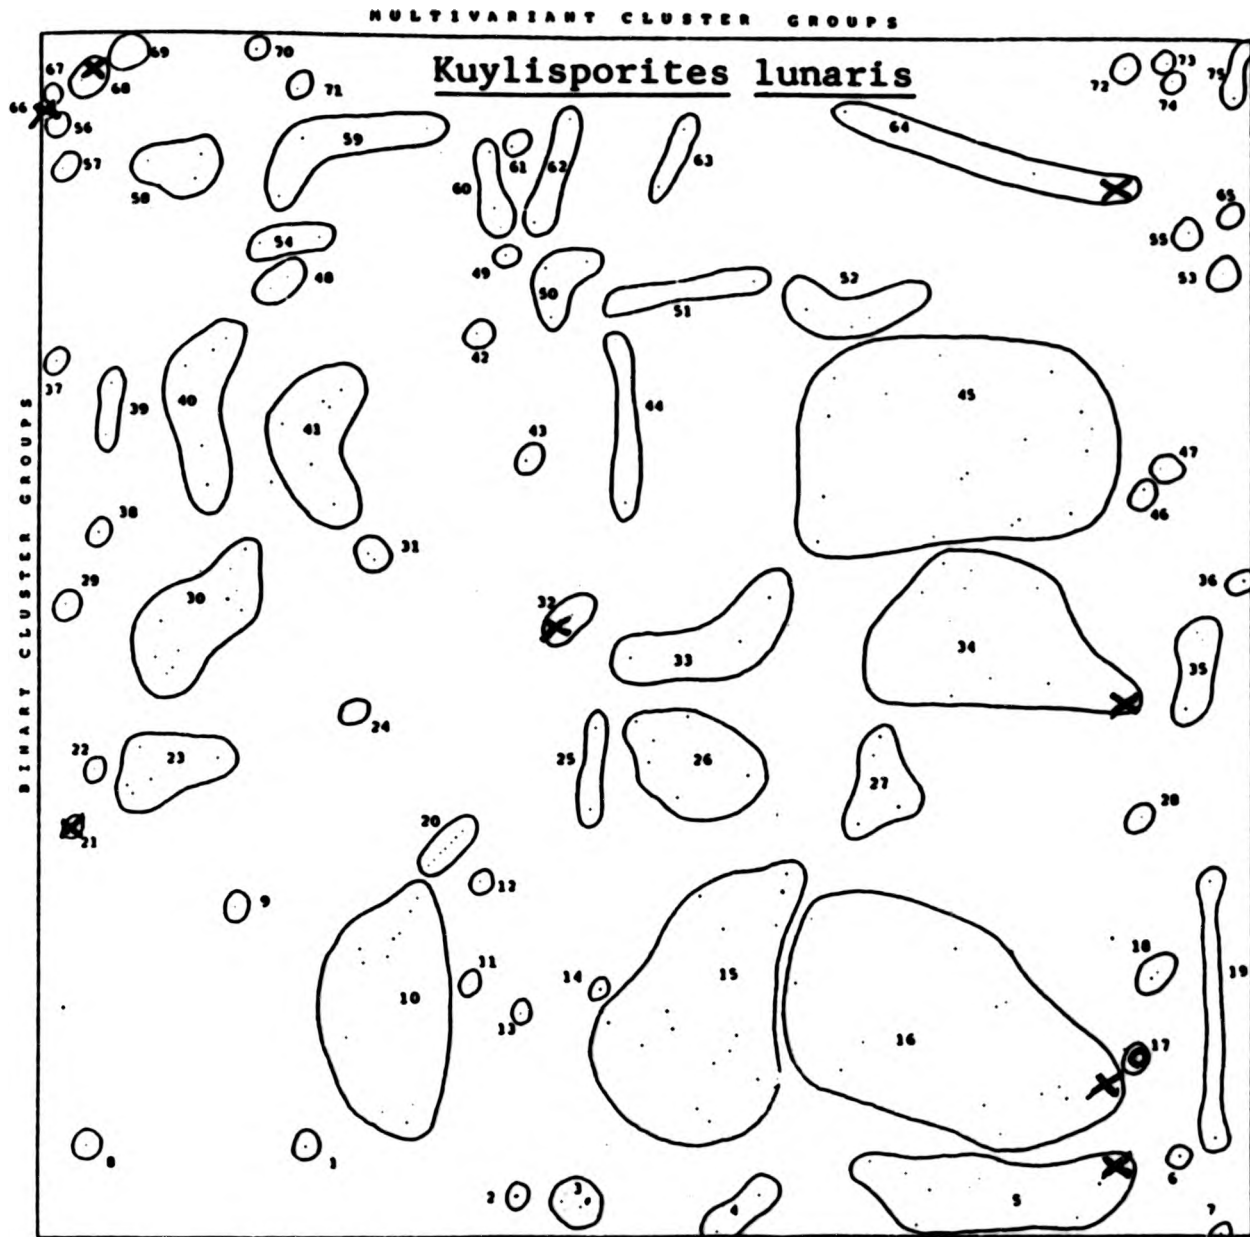 MULTIVARIANT CLUSTER GROUPS
Kuylisporites lunaris
BINARY CLUSTER GROUPS
67 69 70 73
68 71 72 74 75
66
56 59 64
57 58 60 61 62 63 65
54 55
48 49 50 51 52 53
42
37 39 40 41 44 45
43 47
38 46
31
29 30 32 36
33 34 35
24
22 23 25 26 27
21 20 28
12
9
18
14 15 19
10 11
13 16 17
8 1
2 3 4 5 6 7